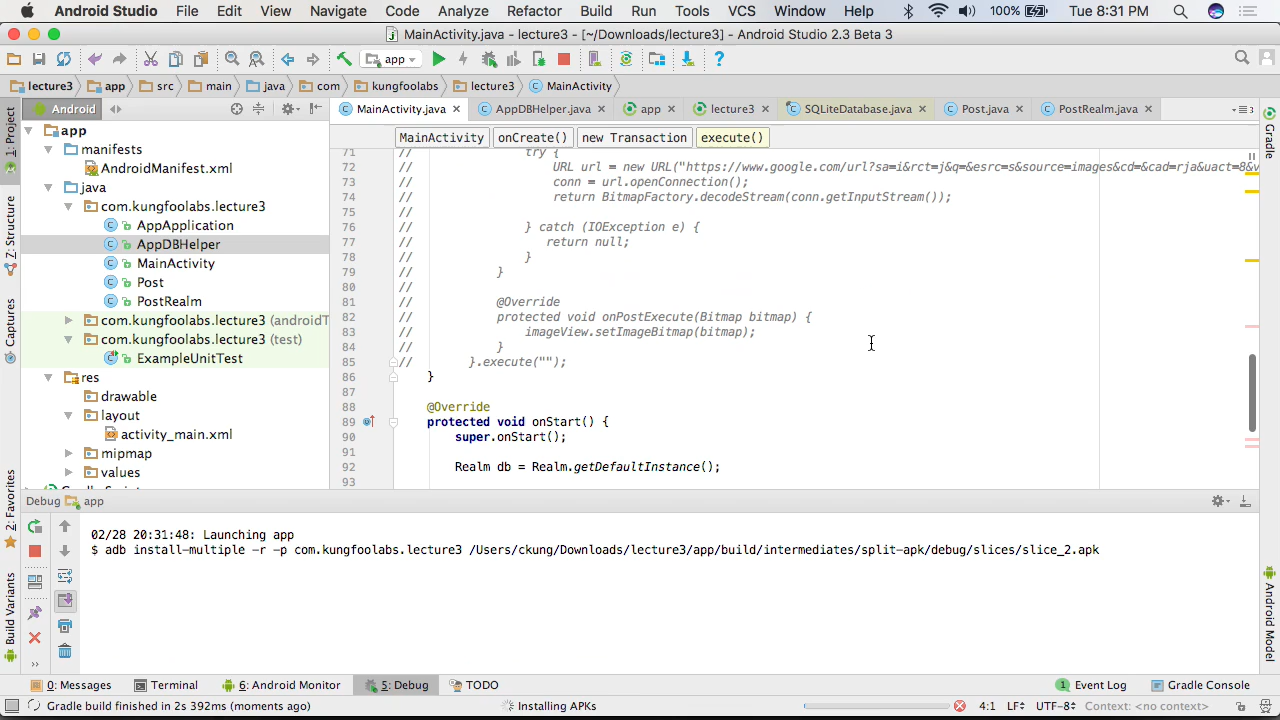 Android Studio File Edit View Navigate Code Analyze Refactor Build Run Tools VCS Window Help 100% Tue 8:31 PM
MainActivity.java - lecture3 - [~/Downloads/lecture3] - Android Studio 2.3 Beta 3
app
lecture3 app src main java com kungfoolabs lecture3 MainActivity
Android MainActivity.java AppDBHelper.java app lecture3 SQLiteDatabase.java Post.java PostRealm.java
MainActivity onCreate() new Transaction execute()
1: Project
Z: Structure
Captures
2: Favorites
Build Variants
app
manifests
AndroidManifest.xml
java
com.kungfoolabs.lecture3
AppApplication
AppDBHelper
MainActivity
Post
PostRealm
com.kungfoolabs.lecture3 (androidT
com.kungfoolabs.lecture3 (test)
ExampleUnitTest
res
drawable
layout
activity_main.xml
mipmap
values
71 // try {
72 // URL url = new URL("https://www.google.com/url?sa=i&rct=j&q=&esrc=s&source=images&cd=&cad=rja&uact=8&v
73 // conn = url.openConnection();
74 // return BitmapFactory.decodeStream(conn.getInputStream());
75 //
76 // } catch (IOException e) {
77 // return null;
78 // }
79 // }
80 //
81 // @Override
82 // protected void onPostExecute(Bitmap bitmap) {
83 // imageView.setImageBitmap(bitmap);
84 // }
85 // }.execute("");
86 }
87
88 @Override
89 protected void onStart() {
90 super.onStart();
91
92 Realm db = Realm.getDefaultInstance();
93
Gradle
Android Model
Debug app
02/28 20:31:48: Launching app
$ adb install-multiple -r -p com.kungfoolabs.lecture3 /Users/ckung/Downloads/lecture3/app/build/intermediates/split-apk/debug/slices/slice_2.apk
0: Messages Terminal 6: Android Monitor 5: Debug TODO 1 Event Log Gradle Console
Gradle build finished in 2s 392ms (moments ago) Installing APKs 4:1 LF÷ UTF-8÷ Context: <no context>